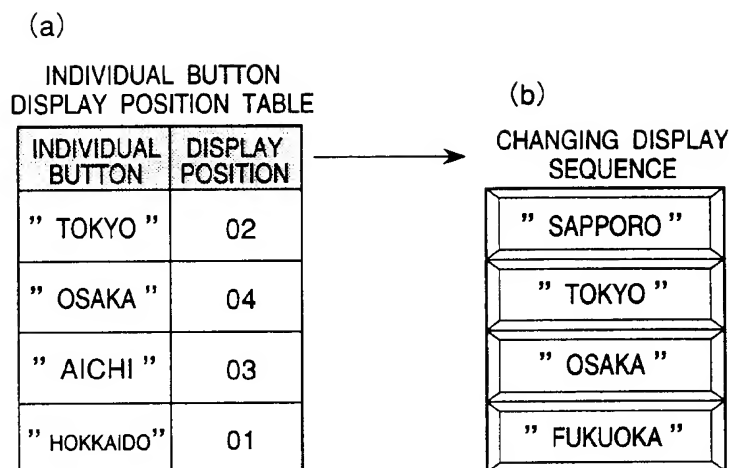 (a)
INDIVIDUAL BUTTON
DISPLAY POSITION TABLE
INDIVIDUAL BUTTON DISPLAY POSITION
" TOKYO " 02
" OSAKA " 04
" AICHI " 03
" HOKKAIDO" 01
(b)
CHANGING DISPLAY
SEQUENCE
" SAPPORO "
" TOKYO "
" OSAKA "
" FUKUOKA "